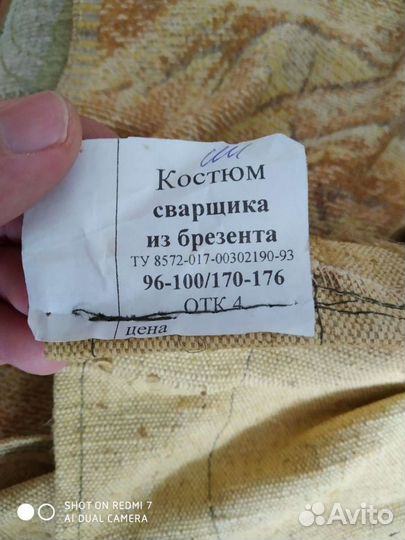 Костюм
сварщика
из брезента
ТУ 8572-017-00302190-93
96-100/170-176
ОТК 4
цена
SHOT ON REDMI 7
AI DUAL CAMERA
Avito